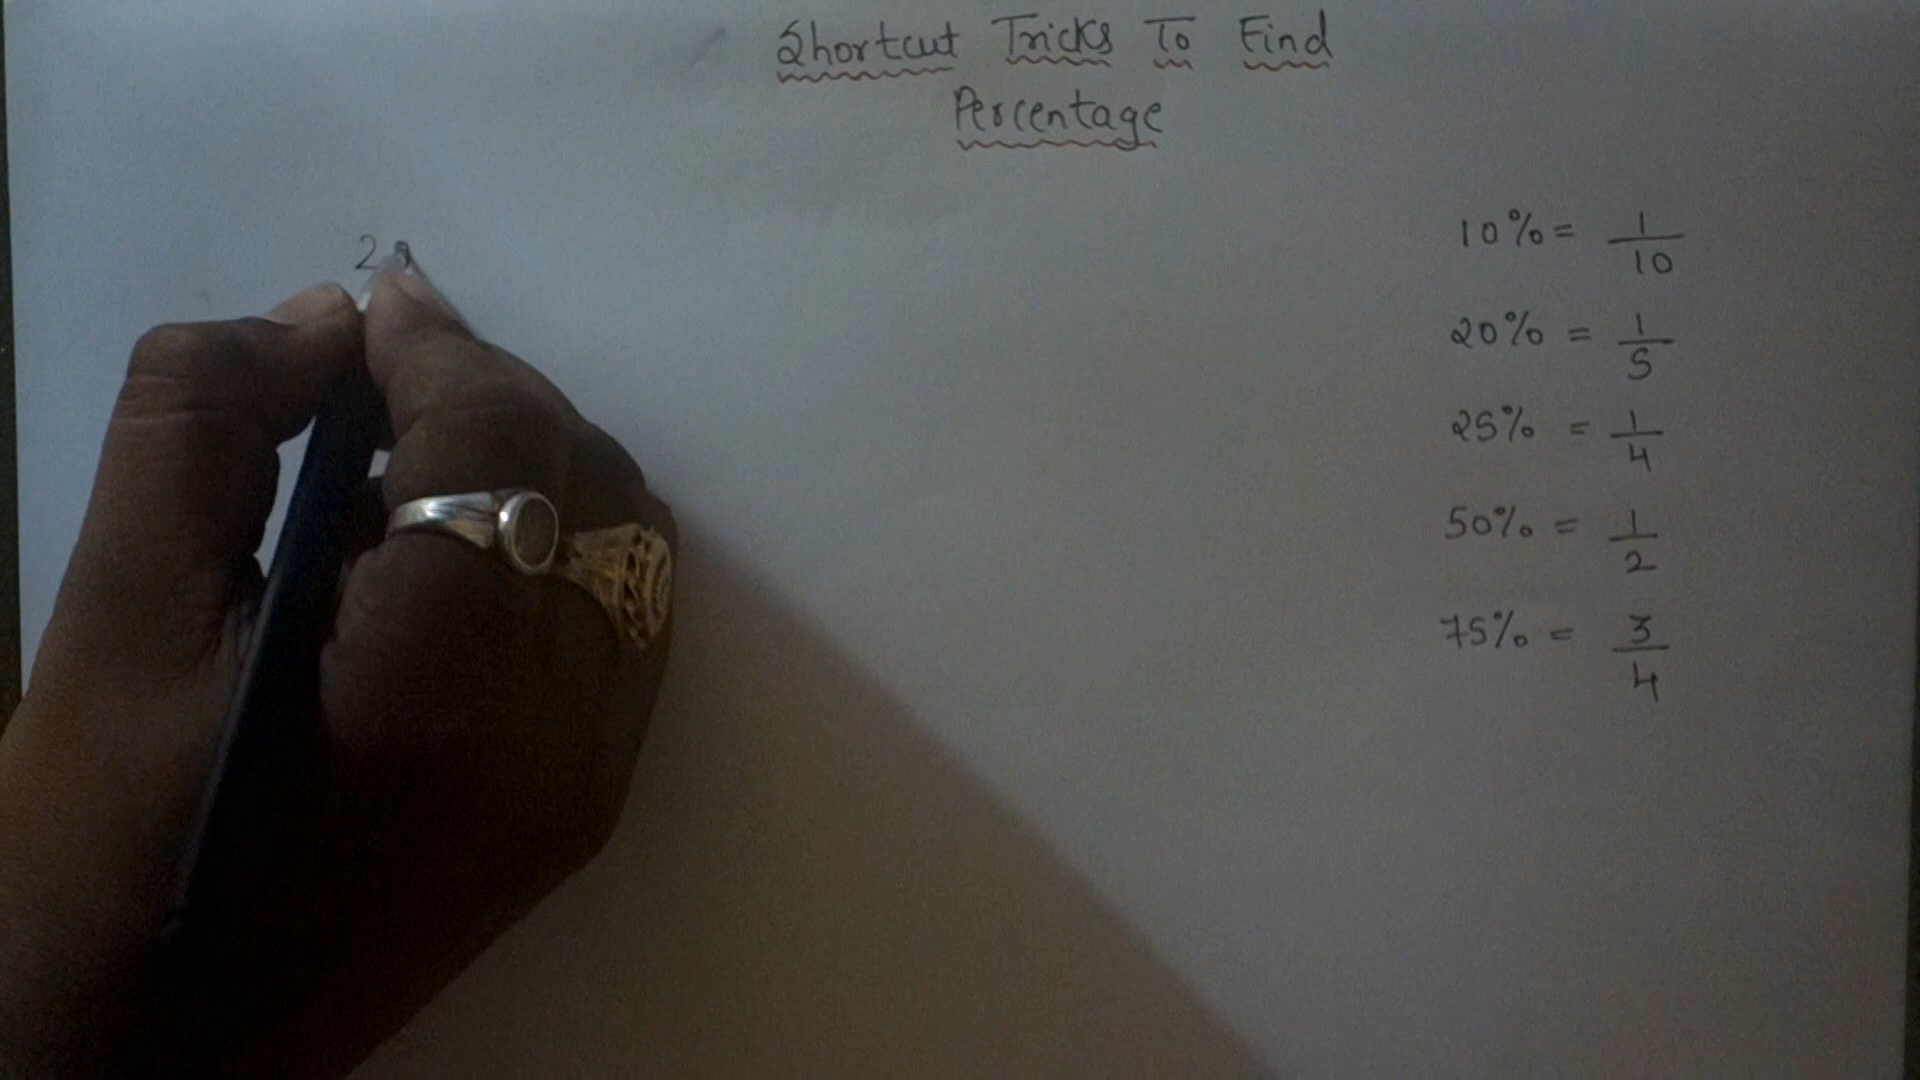 Shortcut Tricks To Find
Percentage
2
10% = 1/10
20% = 1/5
25% = 1/4
50% = 1/2
75% = 3/4